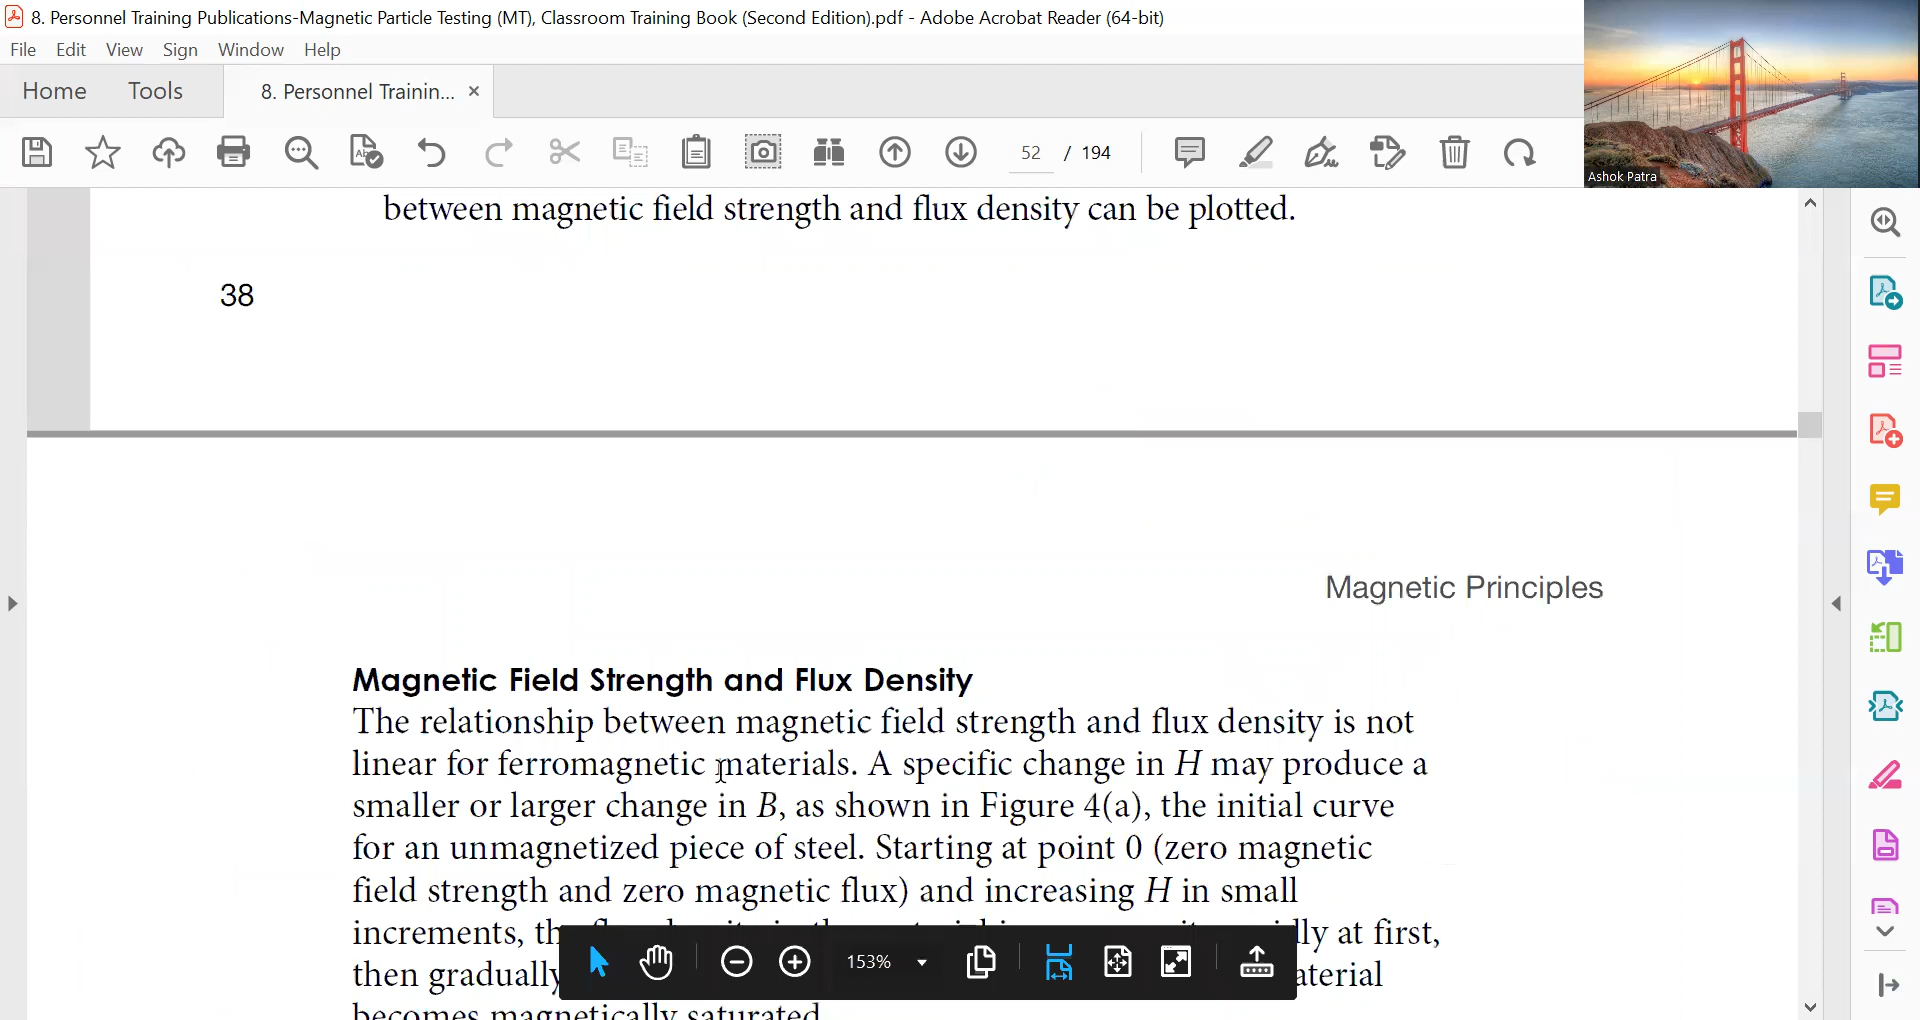 8. Personnel Training Publications-Magnetic Particle Testing (MT), Classroom Training Book (Second Edition).pdf - Adobe Acrobat Reader (64-bit)
File Edit View Sign Window Help
Home Tools 8. Personnel Trainin... ×
52 / 194
Ashok Patra
between magnetic field strength and flux density can be plotted.
38
Magnetic Principles
Magnetic Field Strength and Flux Density
The relationship between magnetic field strength and flux density is not
linear for ferromagnetic materials. A specific change in H may produce a
smaller or larger change in B, as shown in Figure 4(a), the initial curve
for an unmagnetized piece of steel. Starting at point 0 (zero magnetic
field strength and zero magnetic flux) and increasing H in small
increments, at first,
then gradually
becomes magnetically saturated
153%